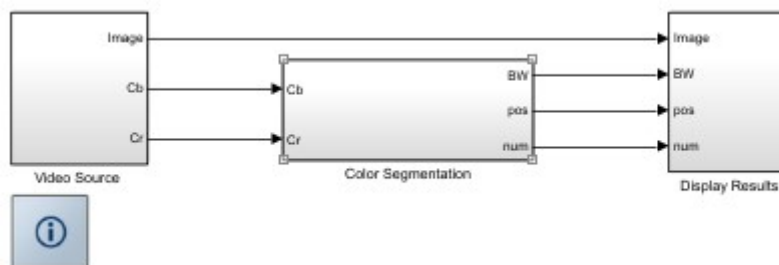 Image
Cb
Cr
Video Source
Cb
Cr
BW
pos
num
Color Segmentation
Image
BW
pos
num
Display Results